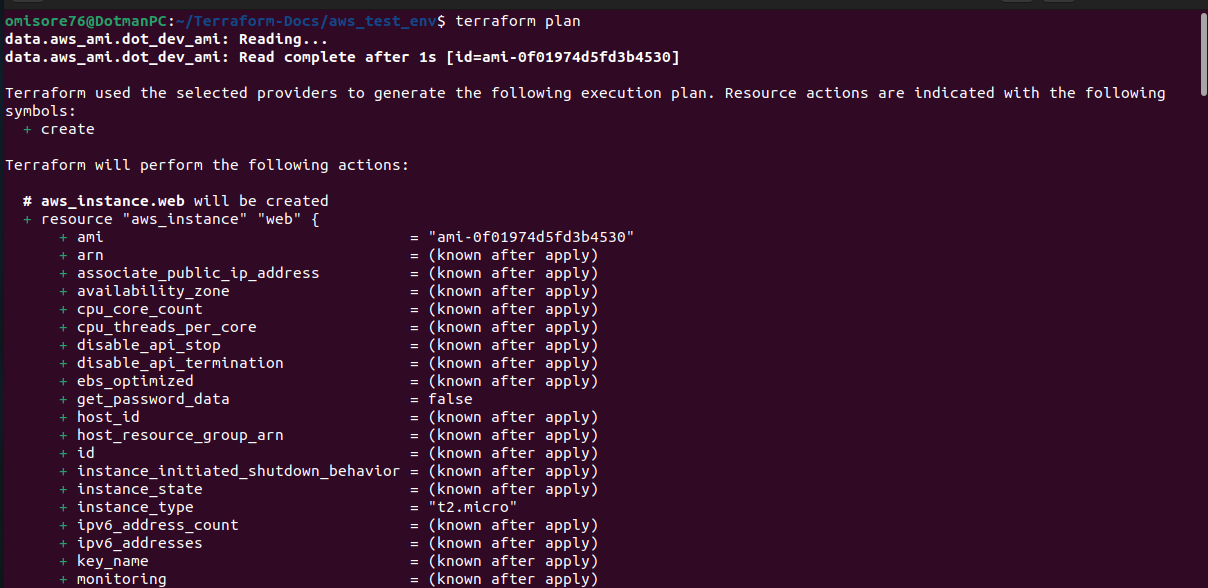 omisore76@DotmanPC:~/Terraform-Docs/aws_test_env$ terraform plan
data.aws_ami.dot_dev_ami: Reading...
data.aws_ami.dot_dev_ami: Read complete after 1s [id=ami-0f01974d5fd3b4530]

Terraform used the selected providers to generate the following execution plan. Resource actions are indicated with the following
symbols:
  + create

Terraform will perform the following actions:

  # aws_instance.web will be created
  + resource "aws_instance" "web" {
      + ami                                  = "ami-0f01974d5fd3b4530"
      + arn                                  = (known after apply)
      + associate_public_ip_address          = (known after apply)
      + availability_zone                    = (known after apply)
      + cpu_core_count                       = (known after apply)
      + cpu_threads_per_core                 = (known after apply)
      + disable_api_stop                     = (known after apply)
      + disable_api_termination              = (known after apply)
      + ebs_optimized                        = (known after apply)
      + get_password_data                    = false
      + host_id                              = (known after apply)
      + host_resource_group_arn              = (known after apply)
      + id                                   = (known after apply)
      + instance_initiated_shutdown_behavior = (known after apply)
      + instance_state                       = (known after apply)
      + instance_type                        = "t2.micro"
      + ipv6_address_count                   = (known after apply)
      + ipv6_addresses                       = (known after apply)
      + key_name                             = (known after apply)
      + monitoring                           = (known after apply)